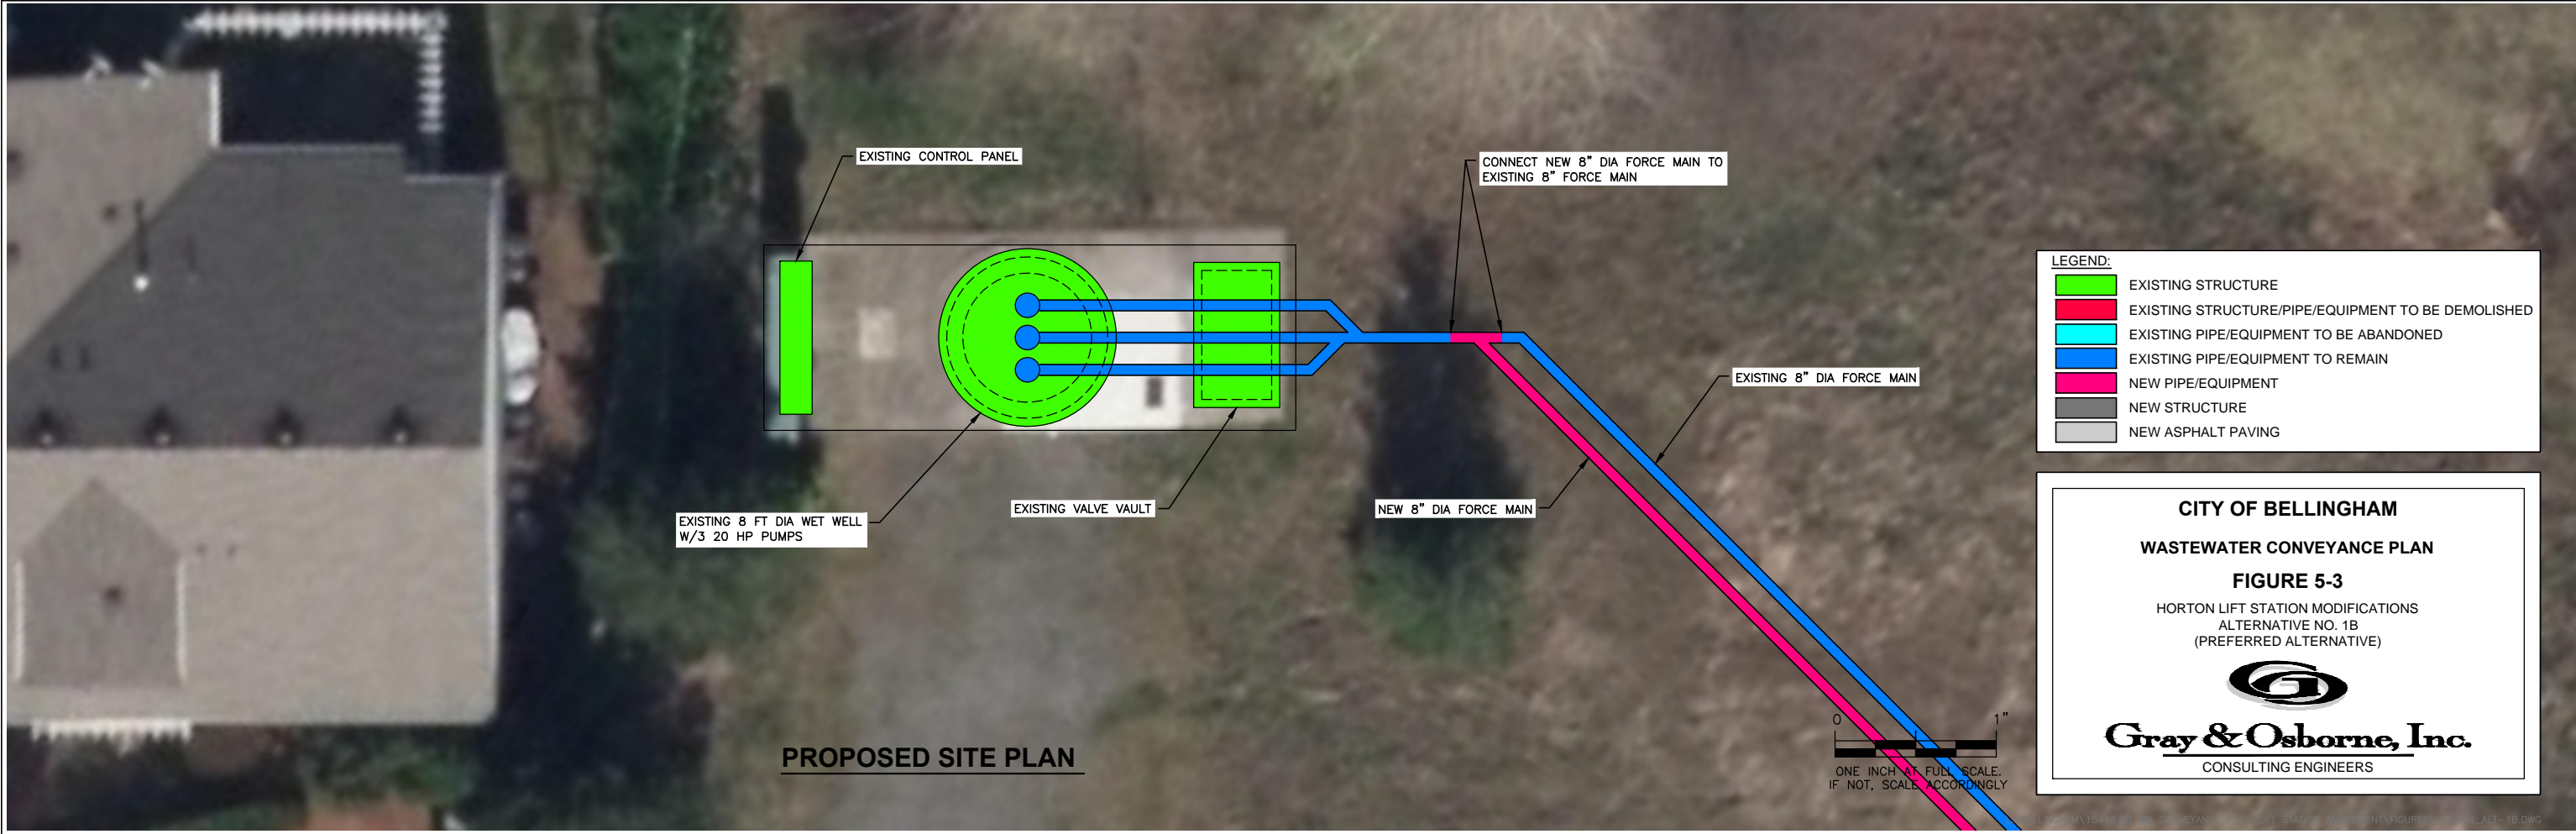 EXISTING CONTROL PANEL
CONNECT NEW 8” DIA FORCE MAIN TO
EXISTING 8” FORCE MAIN
EXISTING 8” DIA FORCE MAIN
NEW 8” DIA FORCE MAIN
EXISTING VALVE VAULT
EXISTING 8 FT DIA WET WELL
W/3 20 HP PUMPS
PROPOSED SITE PLAN
0 1”
ONE INCH AT FULL SCALE.
IF NOT, SCALE ACCORDINGLY
LEGEND:
EXISTING STRUCTURE
EXISTING STRUCTURE/PIPE/EQUIPMENT TO BE DEMOLISHED
EXISTING PIPE/EQUIPMENT TO BE ABANDONED
EXISTING PIPE/EQUIPMENT TO REMAIN
NEW PIPE/EQUIPMENT
NEW STRUCTURE
NEW ASPHALT PAVING
CITY OF BELLINGHAM
WASTEWATER CONVEYANCE PLAN
FIGURE 5-3
HORTON LIFT STATION MODIFICATIONS
ALTERNATIVE NO. 1B
(PREFERRED ALTERNATIVE)
G
Gray & Osborne, Inc.
CONSULTING ENGINEERS